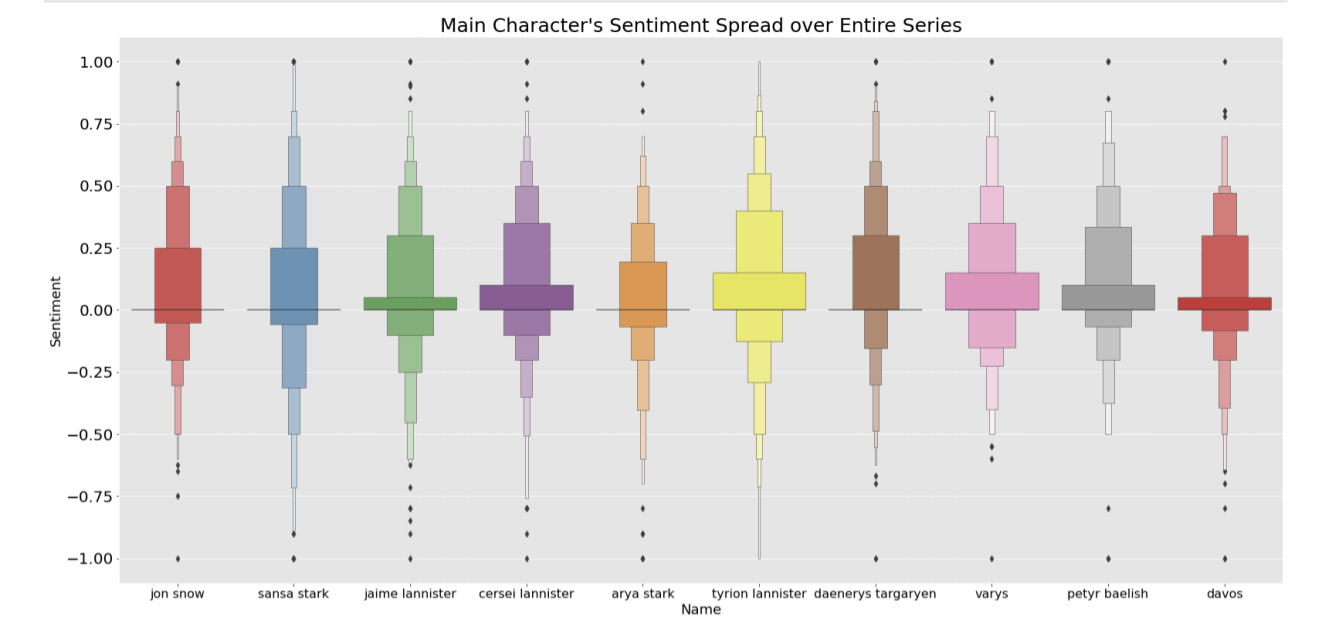 Main Character's Sentiment Spread over Entire Series
1.00
0.75
0.50
0.25
0.00
−0.25
−0.50
−0.75
−1.00
Sentiment
jon snow sansa stark jaime lannister cersei lannister arya stark tyrion lannister daenerys targaryen varys petyr baelish davos
Name